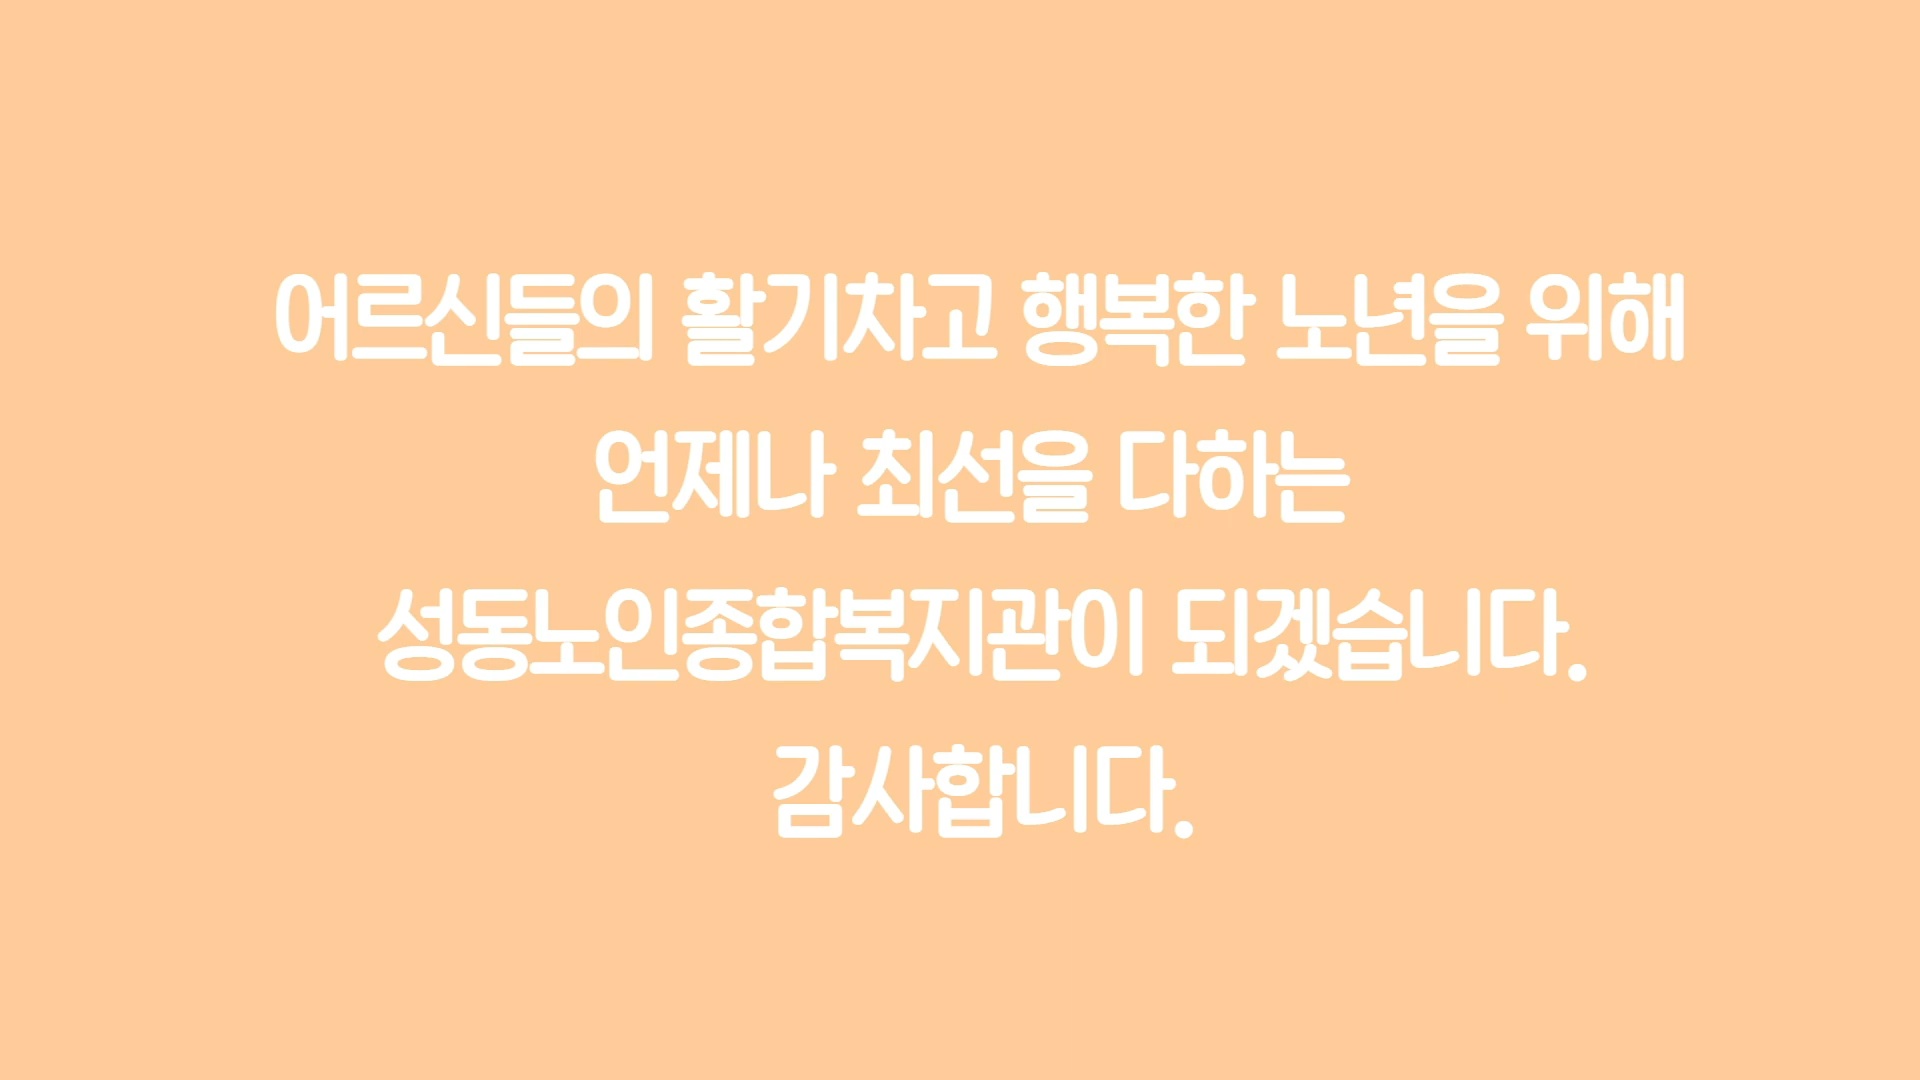 어르신들의 활기차고 행복한 노년을 위해
언제나 최선을 다하는
성동노인종합복지관이 되겠습니다.
감사합니다.